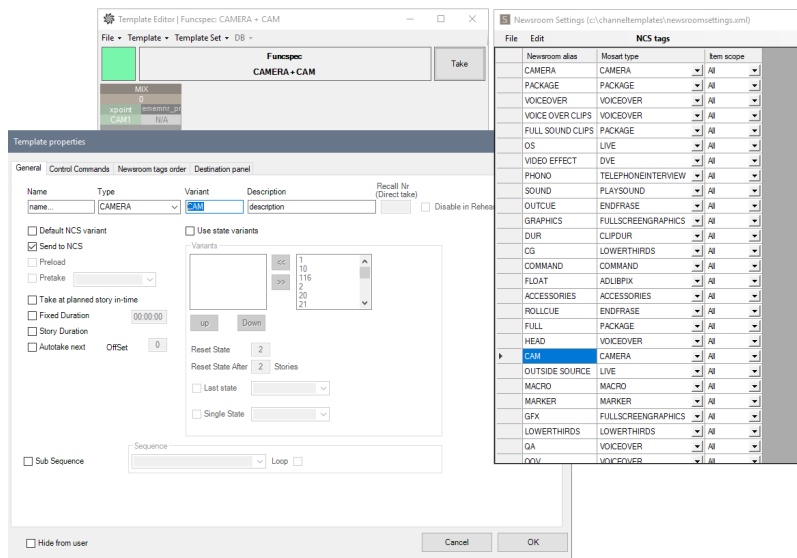 Template Editor | Funcspec: CAMERA + CAM
File Template Template Set DB
Funcspec
CAMERA + CAM
Take
MIX
0
xpoint ememnr_pr
CAM1 N/A
Template properties
General Control Commands Newsroom tags order Destination panel
Name Type Variant Description Recall Nr
(Direct take)
name... CAMERA CAM description Disable in Rehear
Default NCS variant
Use state variants
Send to NCS
Variants
Preload
Pretake
<<
>>
1
10
116
2
20
21
Take at planned story in-time
Fixed Duration 00:00:00
up Down
Story Duration
Autotake next OffSet 0
Reset State 2
Reset State After 2 Stories
Last state
Single State
Sequence
Sub Sequence Loop
Hide from user
Cancel OK
S Newsroom Settings (c:\channeltemplates\newsroomsettings.xml)
File Edit NCS tags
Newsroom alias Mosart type Item scope
CAMERA CAMERA All
PACKAGE PACKAGE All
VOICEOVER VOICEOVER All
VOICE OVER CLIPS VOICEOVER All
FULL SOUND CLIPS PACKAGE All
OS LIVE All
VIDEO EFFECT DVE All
PHONO TELEPHONEINTERVIEW All
SOUND PLAYSOUND All
OUTCUE ENDFRASE All
GRAPHICS FULLSCREENGRAPHICS All
DUR CLIPDUR All
CG LOWERTHIRDS All
COMMAND COMMAND All
FLOAT ADLIBPIX All
ACCESSORIES ACCESSORIES All
ROLLCUE ENDFRASE All
FULL PACKAGE All
HEAD VOICEOVER All
CAM CAMERA All
OUTSIDE SOURCE LIVE All
MACRO MACRO All
MARKER MARKER All
GFX FULLSCREENGRAPHICS All
LOWERTHIRDS LOWERTHIRDS All
QA VOICEOVER All
OOV VOICEOVER All